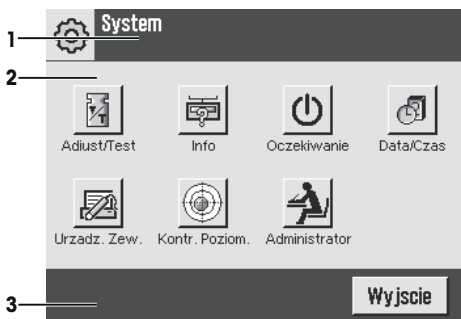 System
1
2
Adiust/Test Info Oczekiwanie Data/Czas
Urzadz. Zew. Kontr. Poziom. Administrator
3
Wyjscie